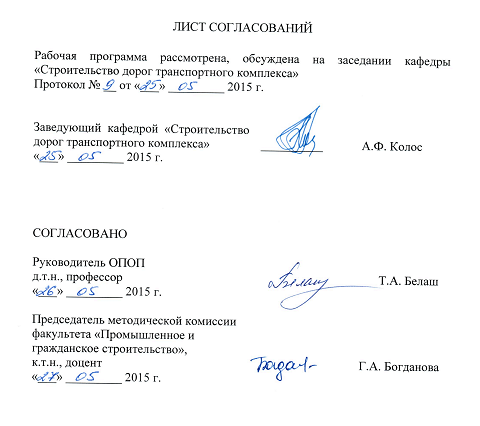 ЛИСТ СОГЛАСОВАНИЙ
Рабочая программа рассмотрена, обсуждена на заседании кафедры
«Строительство дорог транспортного комплекса»
Протокол № 9 от «25» 05 2015 г.
Заведующий кафедрой «Строительство
дорог транспортного комплекса» А.Ф. Колос
«25» 05 2015 г.
СОГЛАСОВАНО
Руководитель ОПОП
д.т.н., профессор Т.А. Белаш
«26» 05 2015 г.
Председатель методической комиссии
факультета «Промышленное и
гражданское строительство»,
к.т.н., доцент Г.А. Богданова
«27» 05 2015 г.